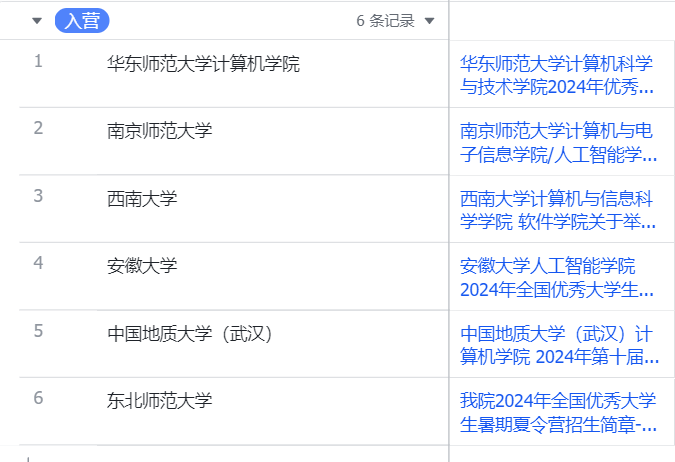 入营
6 条记录
1
华东师范大学计算机学院
华东师范大学计算机科学
与技术学院2024年优秀...
2
南京师范大学
南京师范大学计算机与电
子信息学院/人工智能学...
3
西南大学
西南大学计算机与信息科
学学院 软件学院关于举...
4
安徽大学
安徽大学人工智能学院
2024年全国优秀大学生...
5
中国地质大学（武汉）
中国地质大学（武汉）计
算机学院 2024年第十届...
6
东北师范大学
我院2024年全国优秀大学
生暑期夏令营招生简章-...